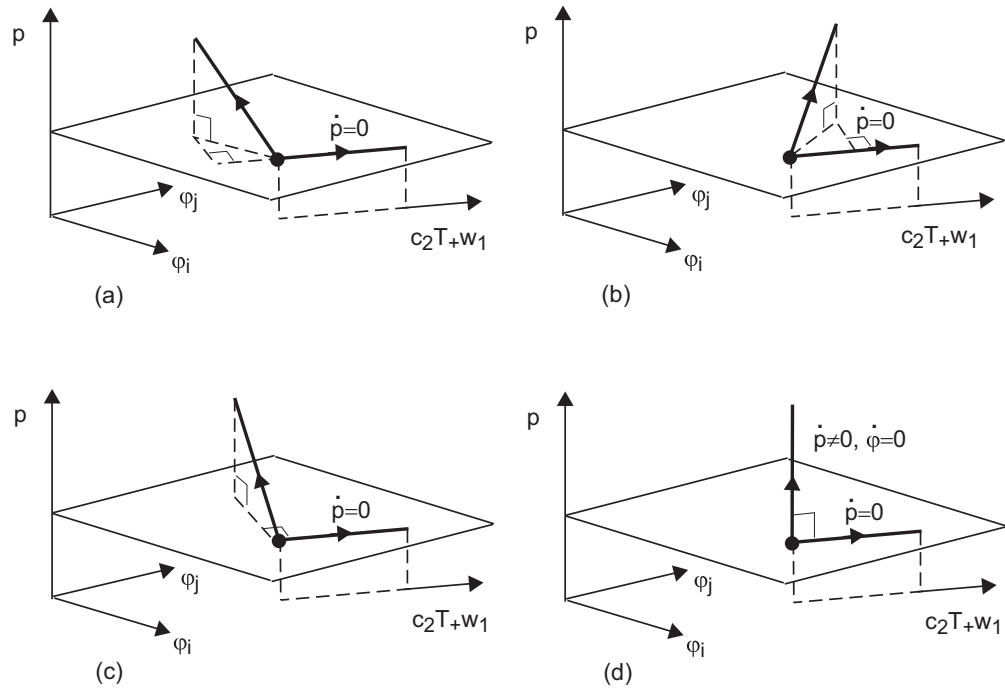 p
ṗ=0
φj
c₂T₊w₁
φi
(a)
p
ṗ=0
φj
c₂T₊w₁
φi
(b)
p
ṗ=0
φj
c₂T₊w₁
φi
(c)
p
ṗ≠0, φ̇=0
ṗ=0
φj
c₂T₊w₁
φi
(d)